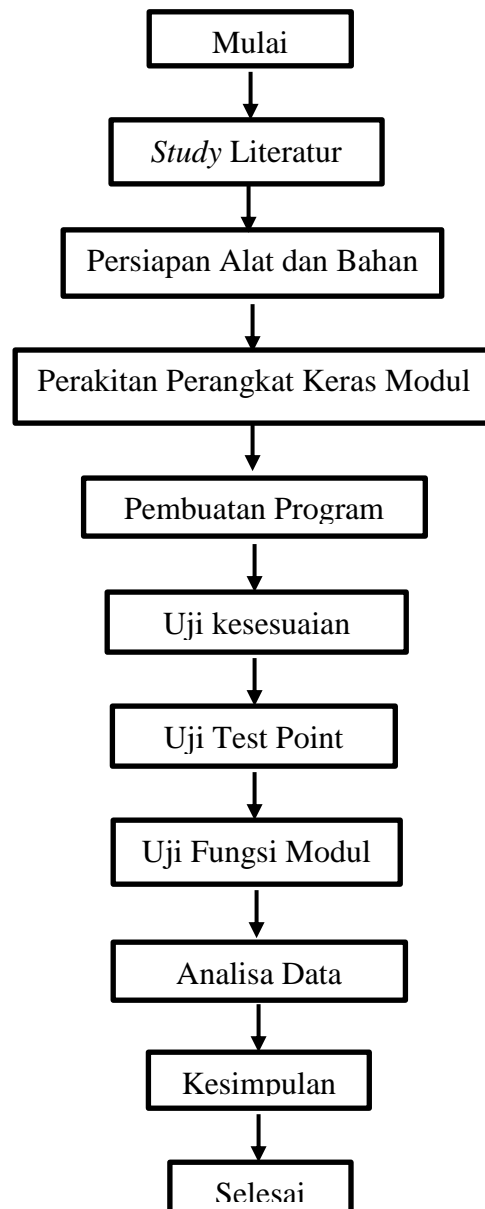 Mulai
Study Literatur
Persiapan Alat dan Bahan
Perakitan Perangkat Keras Modul
Pembuatan Program
Uji kesesuaian
Uji Test Point
Uji Fungsi Modul
Analisa Data
Kesimpulan
Selesai